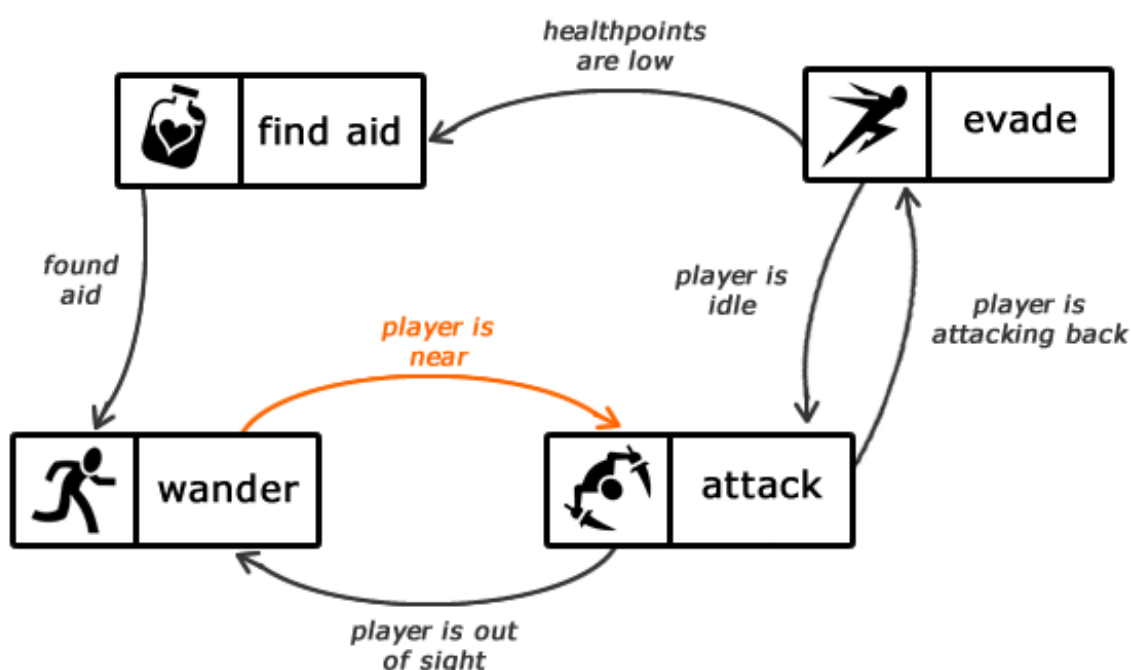 healthpoints
are low
find aid
evade
found
aid
player is
idle
player is
attacking back
player is
near
wander
attack
player is out
of sight